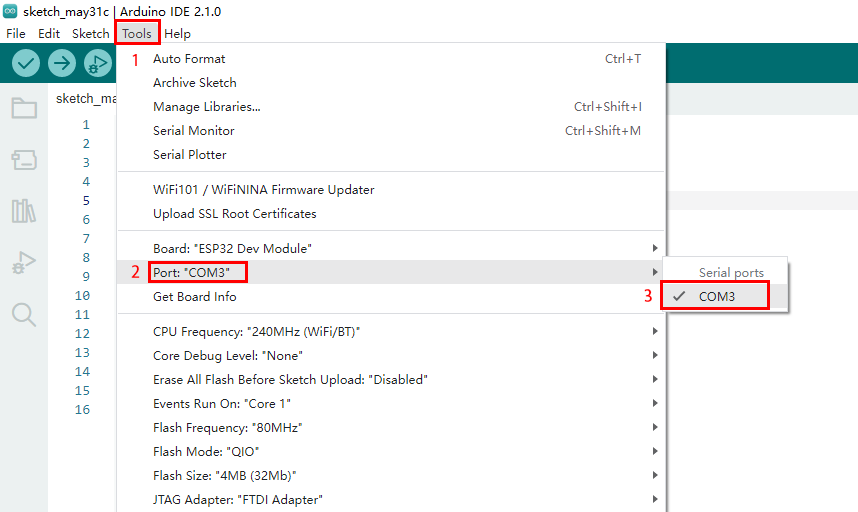 sketch_may31c | Arduino IDE 2.1.0
File Edit Sketch Tools Help
1
Auto Format Ctrl+T
Archive Sketch
Manage Libraries... Ctrl+Shift+I
Serial Monitor Ctrl+Shift+M
Serial Plotter
WiFi101 / WiFiNINA Firmware Updater
Upload SSL Root Certificates
Board: "ESP32 Dev Module"
2 Port: "COM3"
Get Board Info
CPU Frequency: "240MHz (WiFi/BT)"
Core Debug Level: "None"
Erase All Flash Before Sketch Upload: "Disabled"
Events Run On: "Core 1"
Flash Frequency: "80MHz"
Flash Mode: "QIO"
Flash Size: "4MB (32Mb)"
JTAG Adapter: "FTDI Adapter"
Serial ports
3 COM3
sketch_ma
1
2
3
4
5
6
7
8
9
10
11
12
13
14
15
16